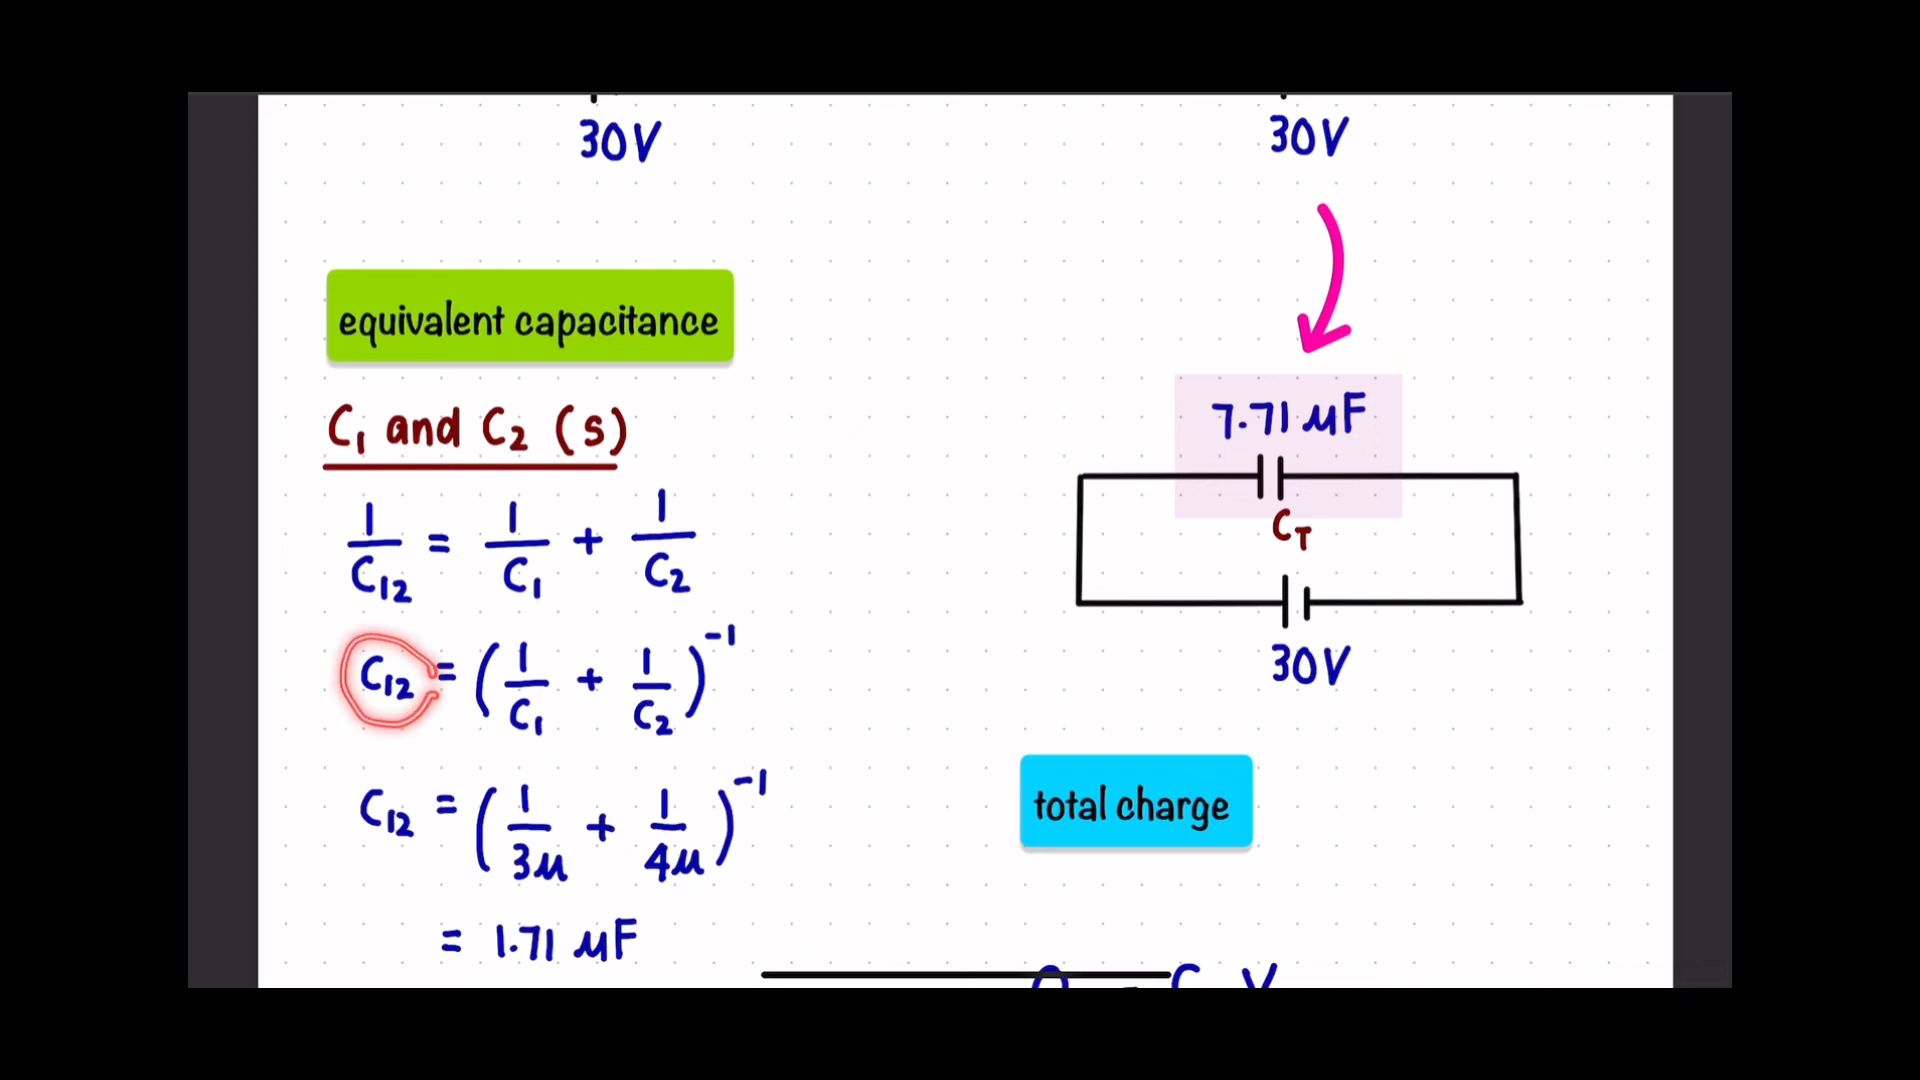 30V
30V
equivalent capacitance
C₁ and C₂ (s)
1/C₁₂ = 1/C₁ + 1/C₂
C₁₂ = (1/C₁ + 1/C₂)⁻¹
C₁₂ = (1/3μ + 1/4μ)⁻¹
= 1.71 μF
7.71 μF
C_T
30V
total charge